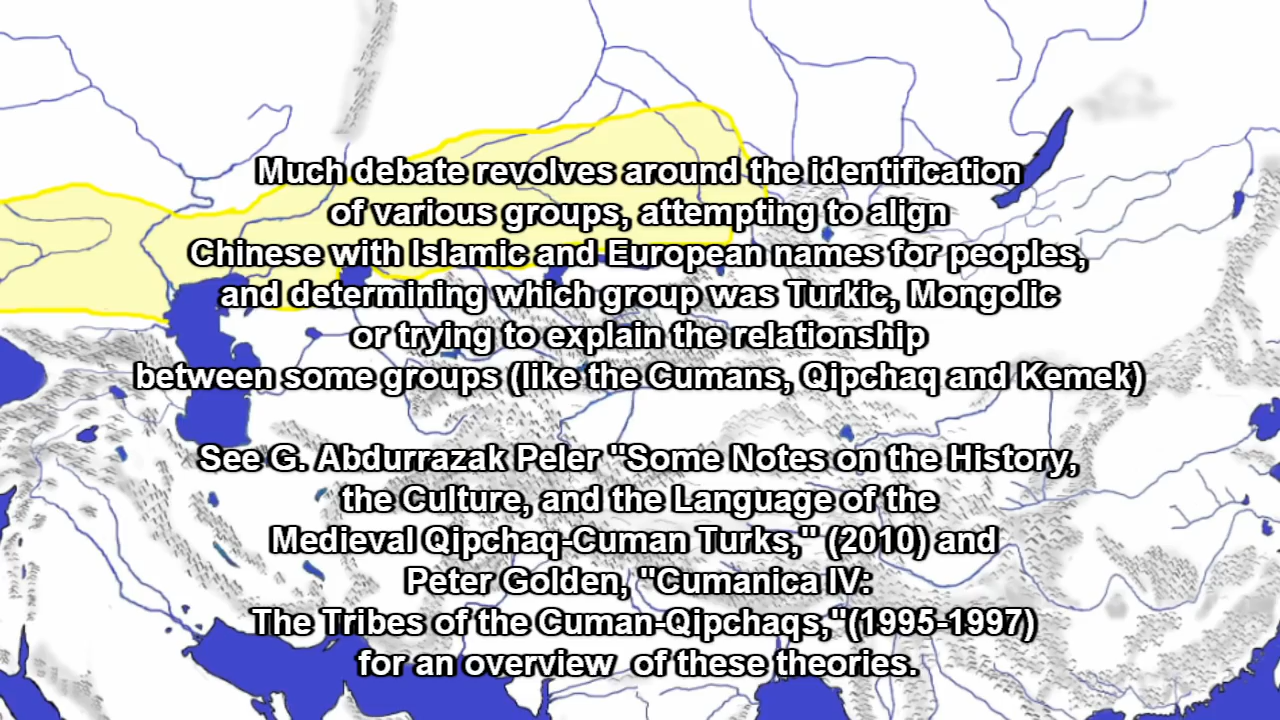 Much debate revolves around the identification
of various groups, attempting to align
Chinese with Islamic and European names for peoples,
and determining which group was Turkic, Mongolic
or trying to explain the relationship
between some groups (like the Cumans, Qipchaq and Kemek)
See G. Abdurrazak Peler "Some Notes on the History,
the Culture, and the Language of the
Medieval Qipchaq-Cuman Turks," (2010) and
Peter Golden, "Cumanica IV:
The Tribes of the Cuman-Qipchaqs,"(1995-1997)
for an overview  of these theories.